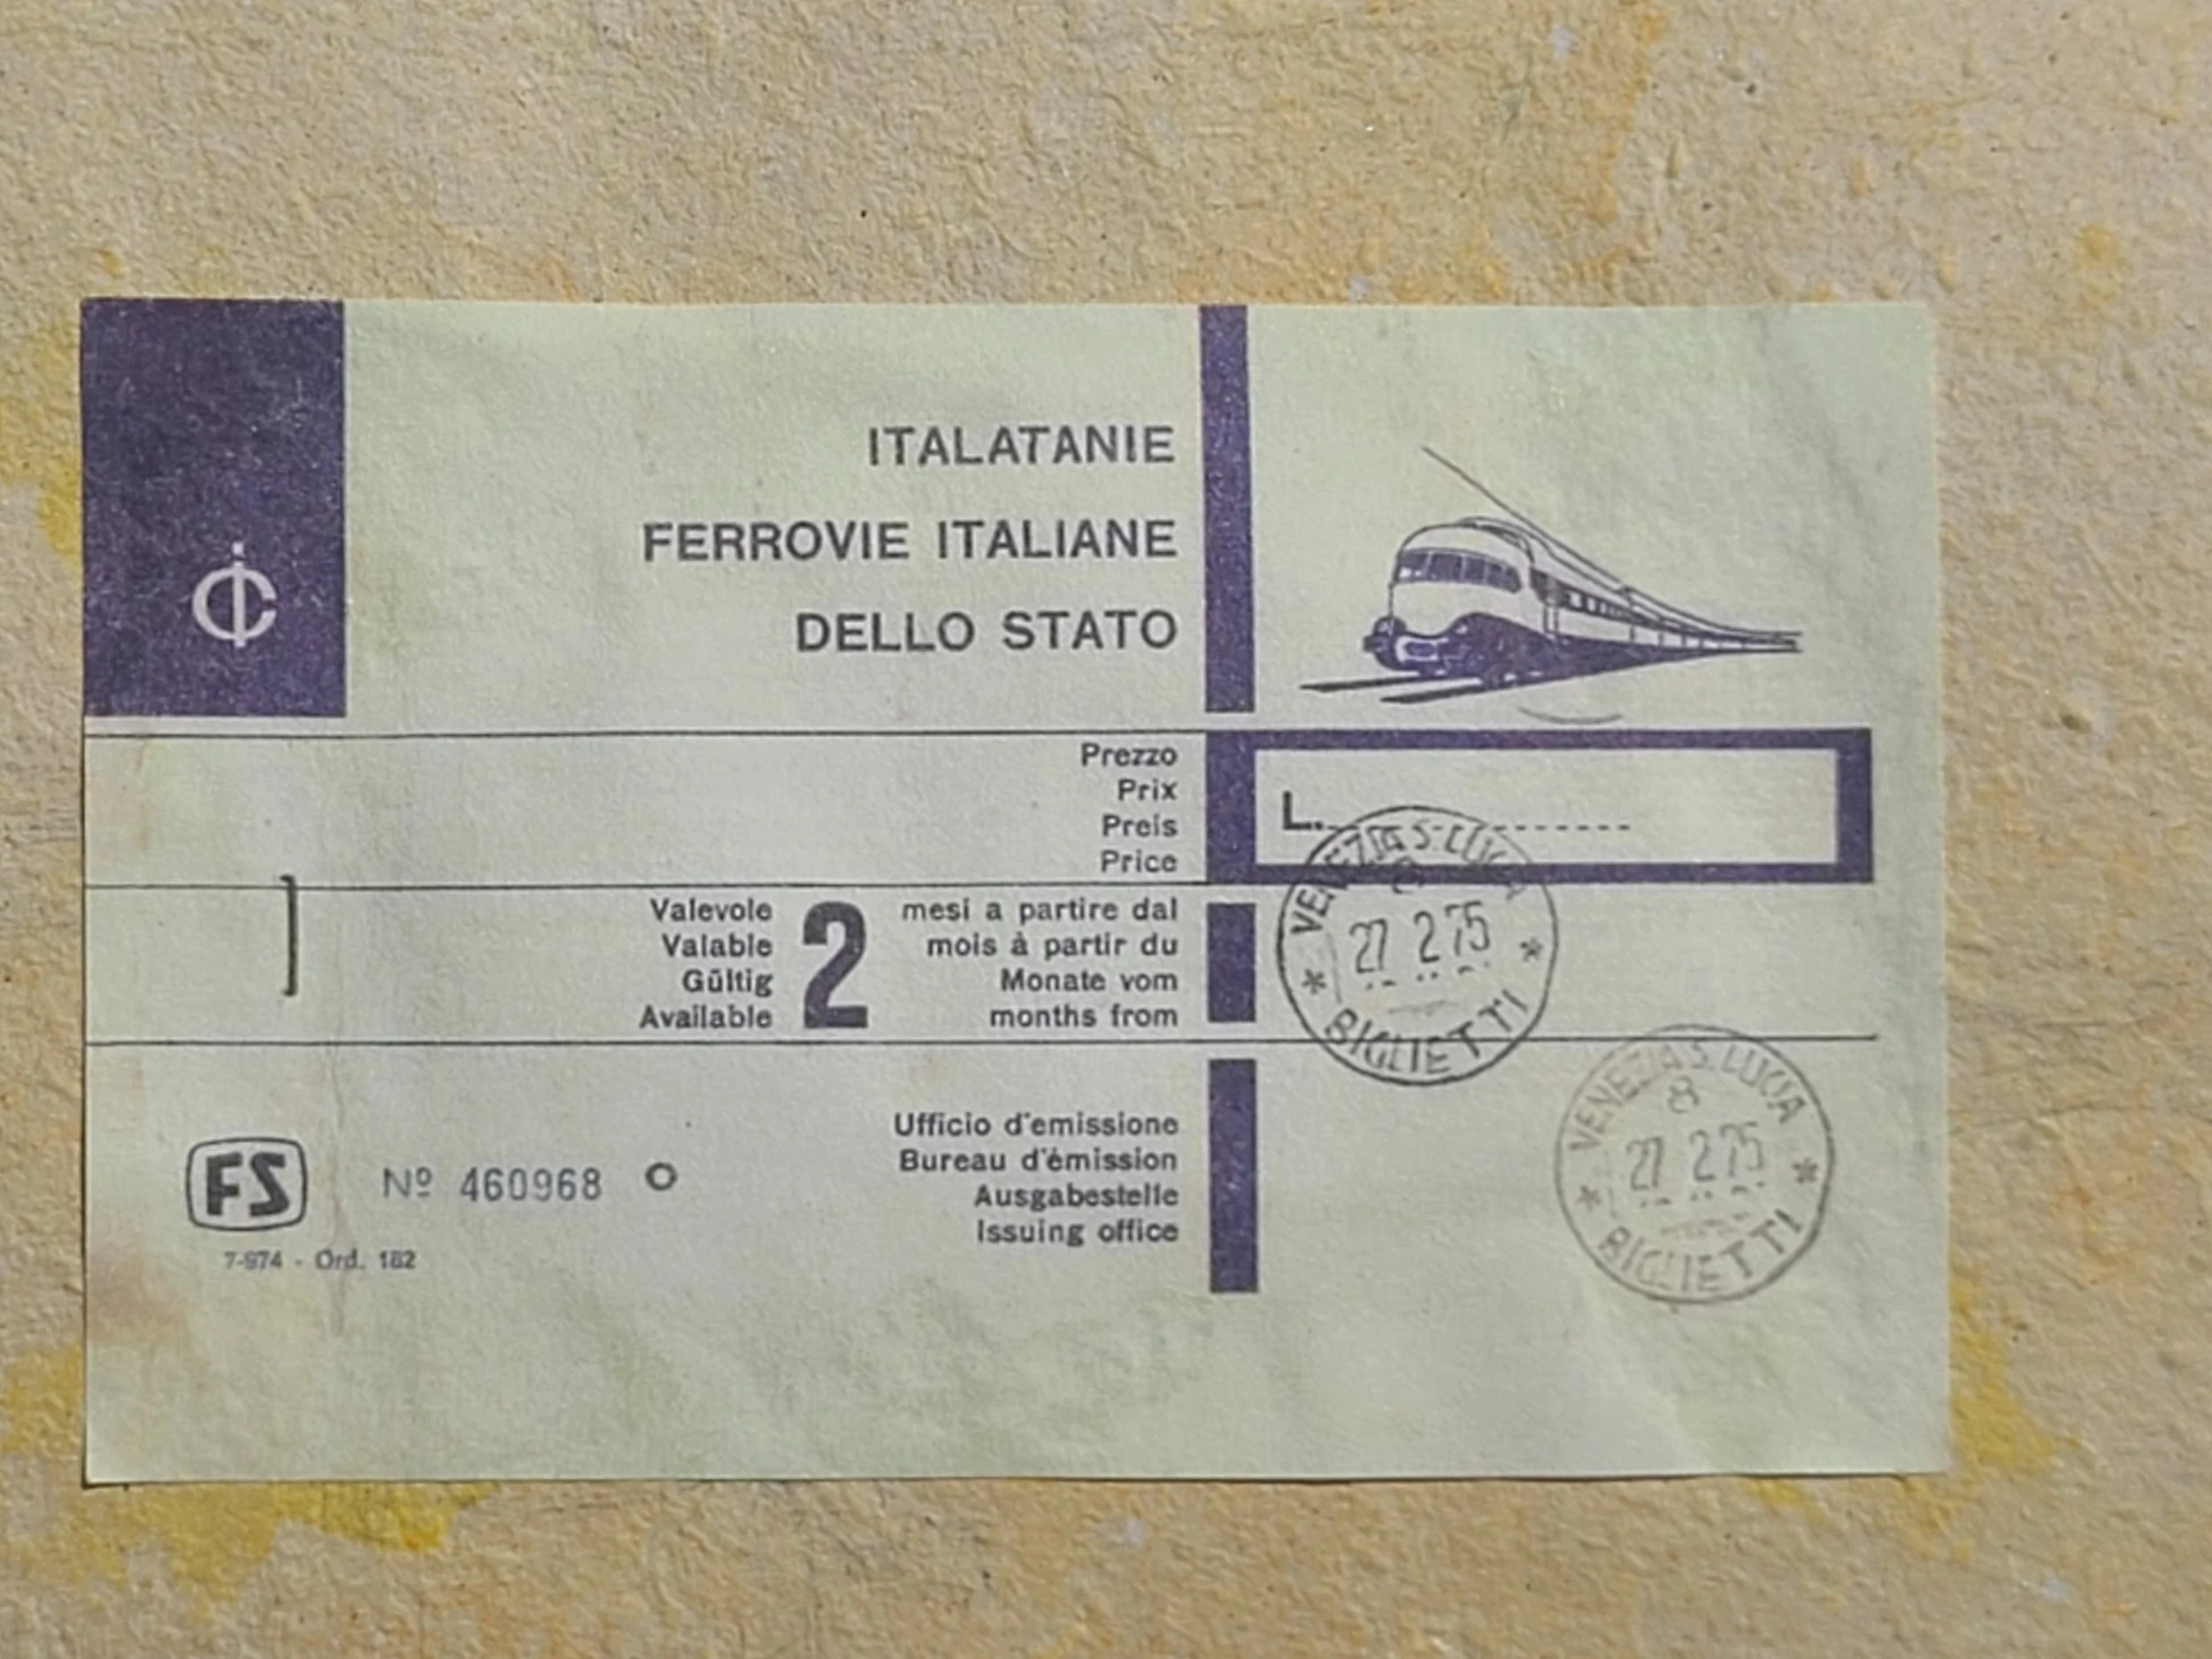 ITALATANIE
FERROVIE ITALIANE
DELLO STATO
Prezzo
Prix
Preis
Price
L.
Valevole
Valable
Gültig
Available
2
mesi a partire dal
mois à partir du
Monate vom
months from
VENEZIA S. LUCIA
8
27 2 75
BIGLIETTI
FS
Nº 460968 O
7-974 - Ord. 182
Ufficio d'emissione
Bureau d'émission
Ausgabestelle
Issuing office
VENEZIA S. LUCIA
8
27 2 75
BIGLIETTI